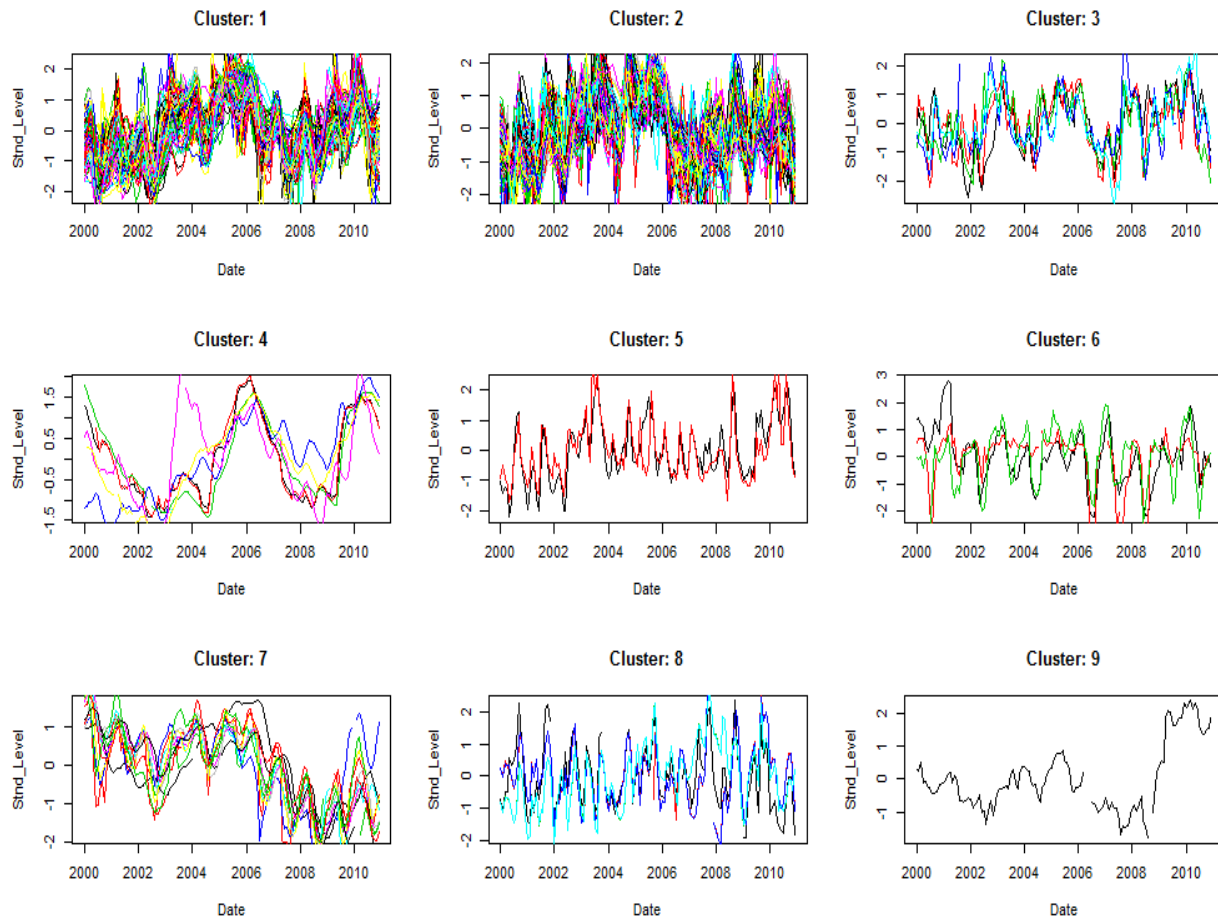 Cluster: 1
Stnd_Level
2
1
0
-1
-2
2000 2002 2004 2006 2008 2010
Date
Cluster: 2
Stnd_Level
2
1
0
-1
-2
2000 2002 2004 2006 2008 2010
Date
Cluster: 3
Stnd_Level
2
1
0
-1
-2
2000 2002 2004 2006 2008 2010
Date
Cluster: 4
Stnd_Level
1.5
0.5
-0.5
-1.5
2000 2002 2004 2006 2008 2010
Date
Cluster: 5
Stnd_Level
2
1
0
-1
-2
2000 2002 2004 2006 2008 2010
Date
Cluster: 6
Stnd_Level
3
2
1
0
-1
-2
2000 2002 2004 2006 2008 2010
Date
Cluster: 7
Stnd_Level
1
0
-1
-2
2000 2002 2004 2006 2008 2010
Date
Cluster: 8
Stnd_Level
2
1
0
-1
-2
2000 2002 2004 2006 2008 2010
Date
Cluster: 9
Stnd_Level
2
1
0
-1
2000 2002 2004 2006 2008 2010
Date